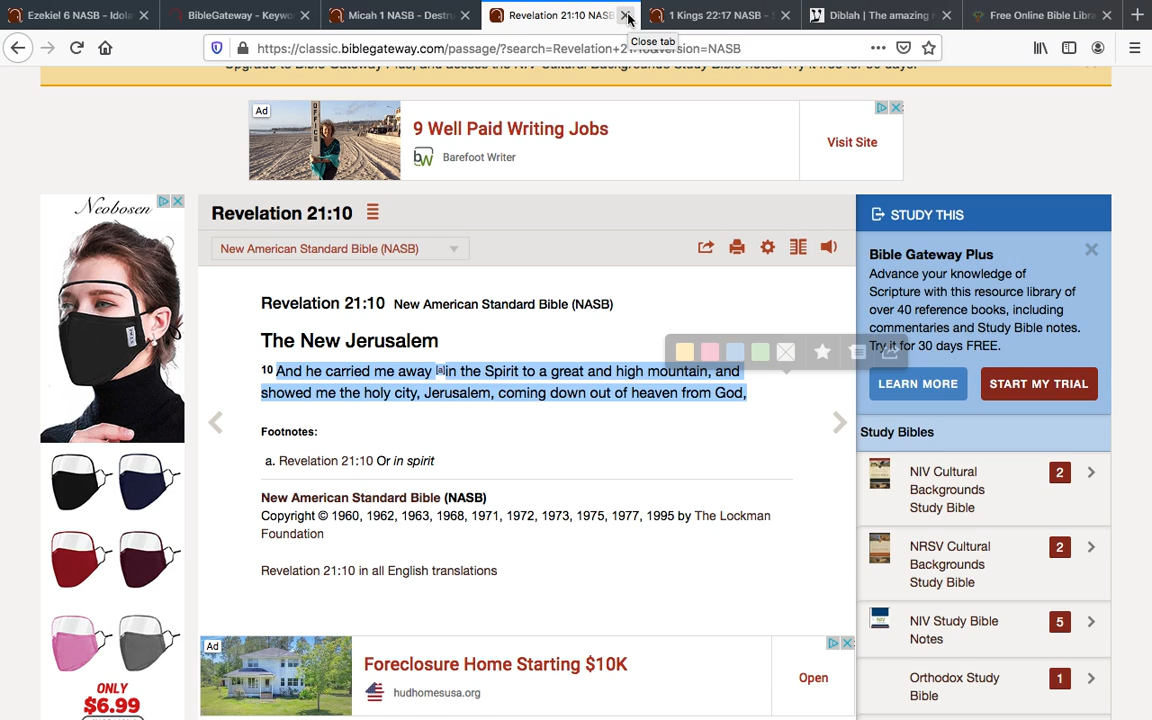 Ezekiel 6 NASB - Idola
BibleGateway - Keywo
Micah 1 NASB - Destru
Revelation 21:10 NASB
1 Kings 22:17 NASB - S
Diblah | The amazing n
Free Online Bible Libra
Close tab
https://classic.biblegateway.com/passage/?search=Revelation+21
version=NASB
Upgrade to Bible Gateway Plus, and access the NIV Cultural Backgrounds Study Bible notes. Try it free for 30 days!
Ad
OFFICE
9 Well Paid Writing Jobs
bw Barefoot Writer
Visit Site
Neobosen
Revelation 21:10
New American Standard Bible (NASB)
Revelation 21:10 New American Standard Bible (NASB)
The New Jerusalem
10 And he carried me away [a]in the Spirit to a great and high mountain, and
showed me the holy city, Jerusalem, coming down out of heaven from God,
Footnotes:
a. Revelation 21:10 Or in spirit
New American Standard Bible (NASB)
Copyright © 1960, 1962, 1963, 1968, 1971, 1972, 1973, 1975, 1977, 1995 by The Lockman
Foundation
Revelation 21:10 in all English translations
STUDY THIS
Bible Gateway Plus
Advance your knowledge of
Scripture with this resource library of
over 40 reference books, including
commentaries and Study Bible notes.
Try it for 30 days FREE.
LEARN MORE
START MY TRIAL
Study Bibles
NIV Cultural
Backgrounds
Study Bible
2
NRSV Cultural
Backgrounds
Study Bible
2
NIV Study Bible
Notes
5
Orthodox Study
Bible
1
ONLY
$6.99
Ad
Foreclosure Home Starting $10K
hudhomesusa.org
Open